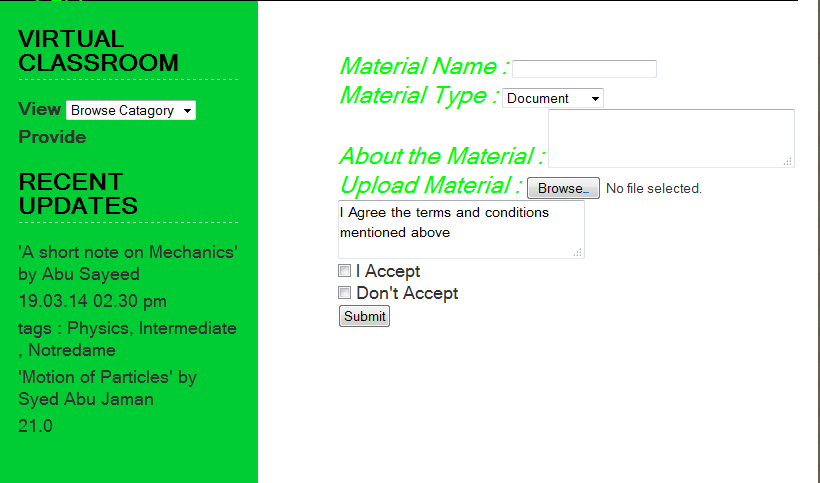 VIRTUAL
CLASSROOM
View Browse Catagory
Provide
RECENT
UPDATES
'A short note on Mechanics'
by Abu Sayeed
19.03.14 02.30 pm
tags : Physics, Intermediate
, Notredame
'Motion of Particles' by
Syed Abu Jaman
21.0
Material Name :
Material Type : Document
About the Material :
Upload Material : Browse... No file selected.
I Agree the terms and conditions
mentioned above
I Accept
Don't Accept
Submit